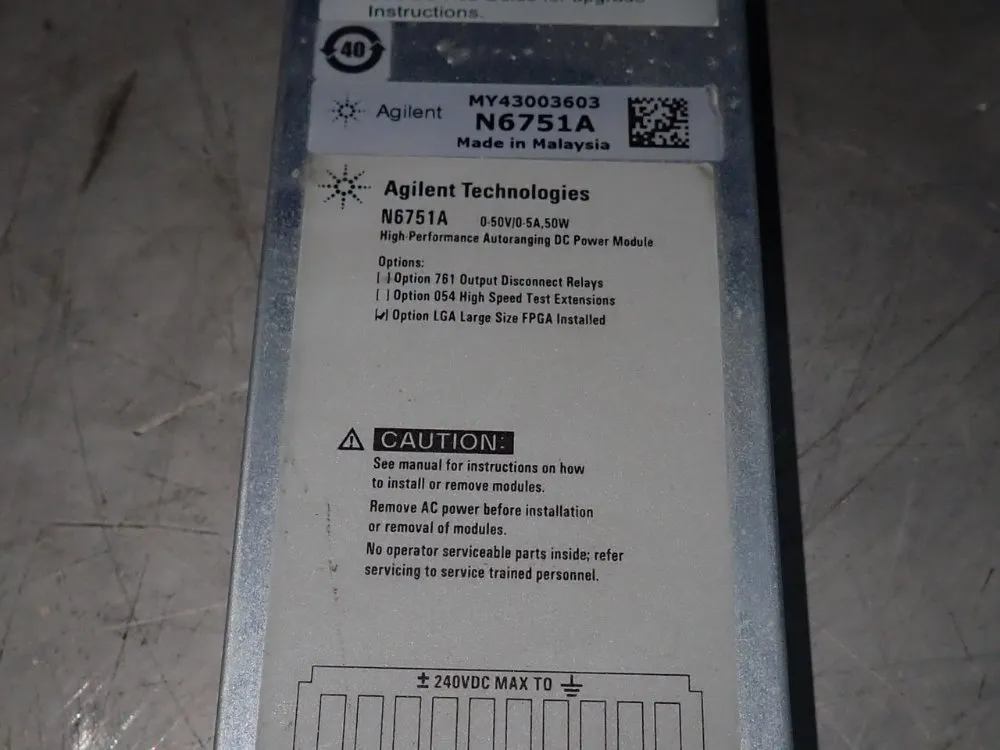 for upgrade
Instructions.
40
Agilent
MY43003603
N6751A
Made in Malaysia
Agilent Technologies
N6751A 0-50V/0-5A,50W
High-Performance Autoranging DC Power Module
Options:
[ ] Option 761 Output Disconnect Relays
[ ] Option 054 High Speed Test Extensions
[✓] Option LGA Large Size FPGA Installed
⚠ CAUTION:
See manual for instructions on how
to install or remove modules.
Remove AC power before installation
or removal of modules.
No operator serviceable parts inside; refer
servicing to service trained personnel.
± 240VDC MAX TO ⏚